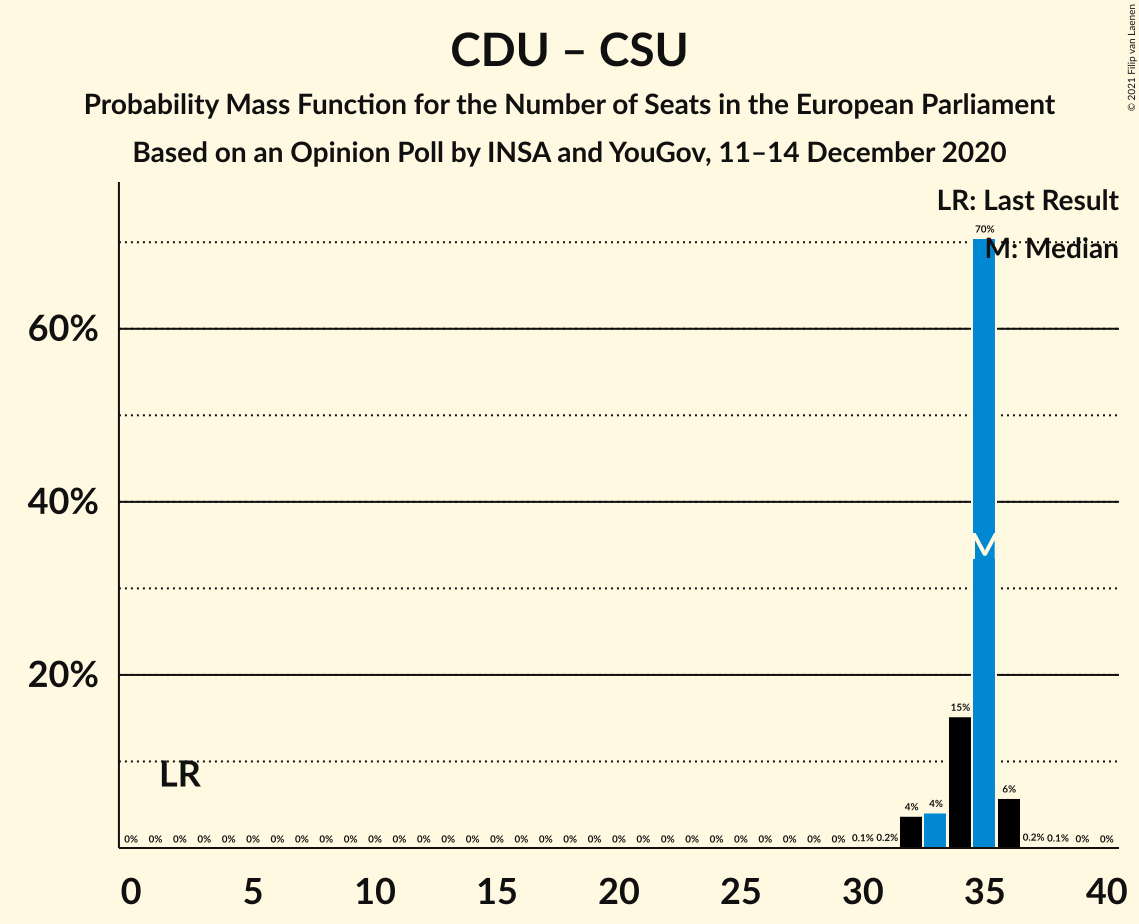 CDU – CSU
Probability Mass Function for the Number of Seats in the European Parliament
Based on an Opinion Poll by INSA and YouGov, 11–14 December 2020
© 2021 Filip van Laenen
LR: Last Result
70%
M: Median
60%
40%
M
20%
15%
LR
6%
4% 4%
0% 0% 0% 0% 0% 0% 0% 0% 0% 0% 0% 0% 0% 0% 0% 0% 0% 0% 0% 0% 0% 0% 0% 0% 0% 0% 0% 0% 0% 0% 0.1% 0.2% 0.2% 0.1% 0% 0%
0 5 10 15 20 25 30 35 40